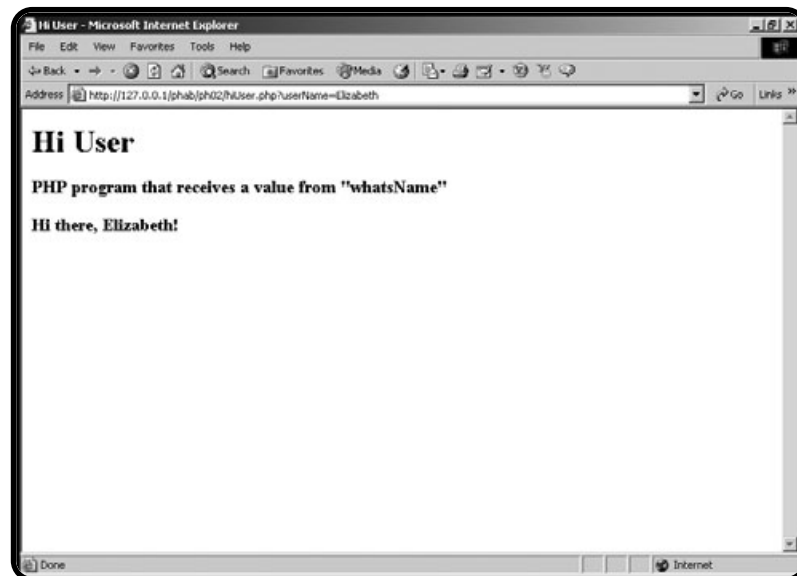 Hi User - Microsoft Internet Explorer
File Edit View Favorites Tools Help
Back Search Favorites Media
Address http://127.0.0.1/phab/ph02/hiUser.php?userName=Elizabeth Go Links »
Hi User
PHP program that receives a value from "whatsName"
Hi there, Elizabeth!
Done Internet